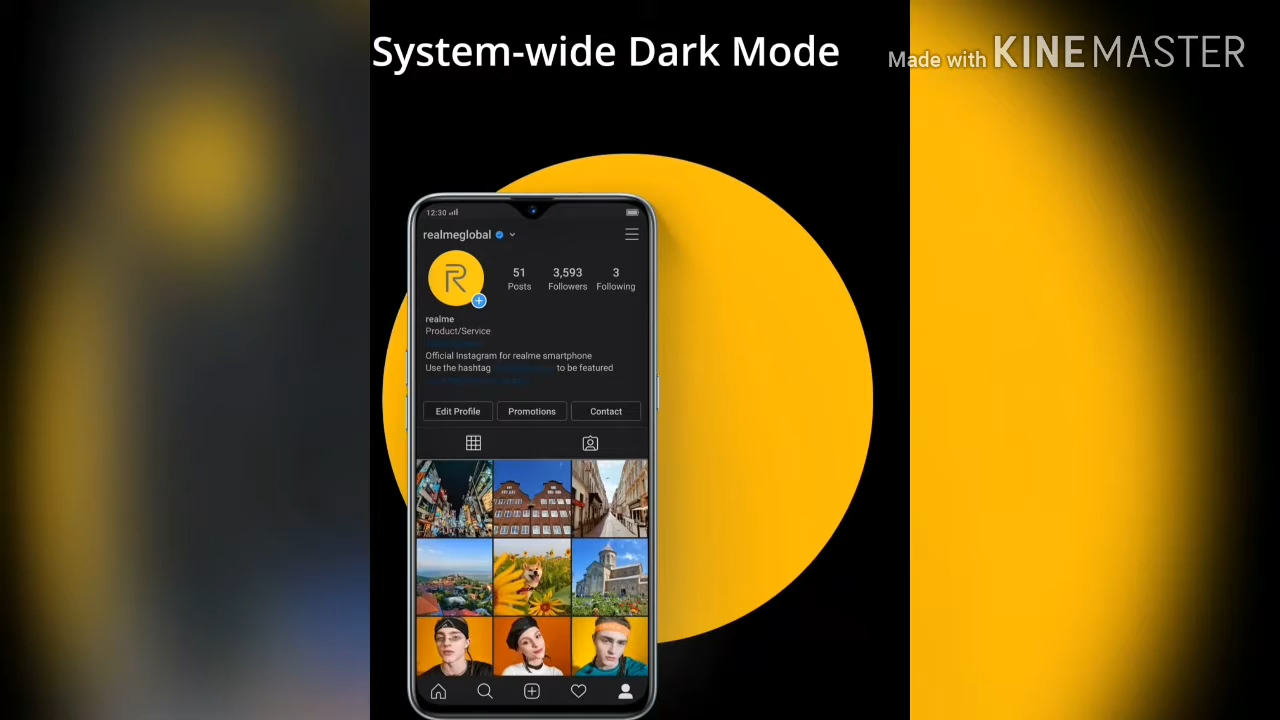 System-wide Dark Mode
Made with KINEMASTER
12:30
realmeglobal
R
51 3,593 3
Posts Followers Following
realme
Product/Service
Official Instagram for realme smartphone
Use the hashtag to be featured
Edit Profile Promotions Contact